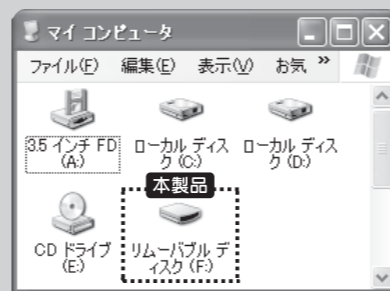 マイ コンピュータ
ファイル(F) 編集(E) 表示(V) お気 »
3.5 インチ FD
(A:)
ローカル ディス
ク (C:)
ローカル ディス
ク (D:)
本製品
CD ドライブ
(E:)
リムーバブル デ
ィスク (F:)